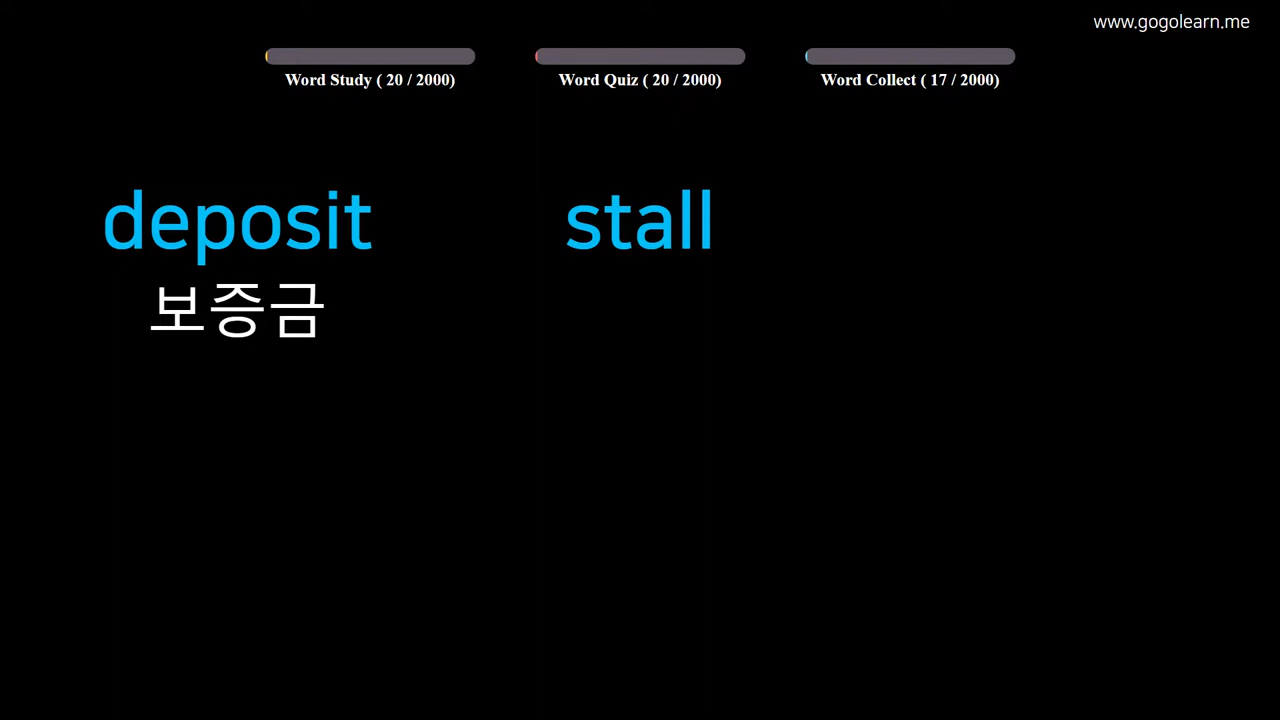 www.gogolearn.me
Word Study ( 20 / 2000)
Word Quiz ( 20 / 2000)
Word Collect ( 17 / 2000)
deposit
stall
보증금